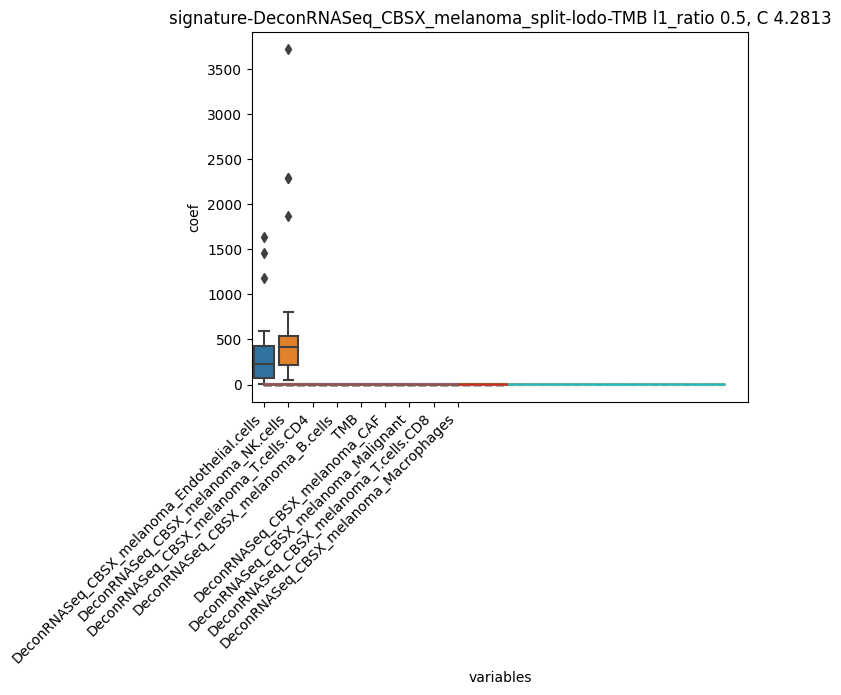 signature-DeconRNASeq_CBSX_melanoma_split-lodo-TMB l1_ratio 0.5, C 4.2813
coef
3500
3000
2500
2000
1500
1000
500
0
DeconRNASeq_CBSX_melanoma_Endothelial.cells
DeconRNASeq_CBSX_melanoma_NK.cells
DeconRNASeq_CBSX_melanoma_T.cells.CD4
DeconRNASeq_CBSX_melanoma_B.cells
TMB
DeconRNASeq_CBSX_melanoma_CAF
DeconRNASeq_CBSX_melanoma_Malignant
DeconRNASeq_CBSX_melanoma_T.cells.CD8
DeconRNASeq_CBSX_melanoma_Macrophages
variables